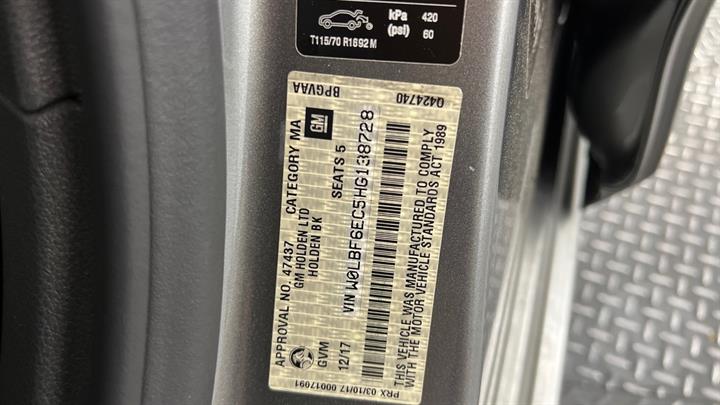 kPa 420
(psi) 60
T115/70 R16 92 M
BPGVAA Q424740
APPROVAL NO. 47437 CATEGORY MA
GM HOLDEN LTD
HOLDEN BK
GM
GVM SEATS 5
12/17
VIN W0LBF6EC5HG138728
THIS VEHICLE WAS MANUFACTURED TO COMPLY
WITH THE MOTOR VEHICLE STANDARDS ACT 1989
PRX 03/10/17 00017091